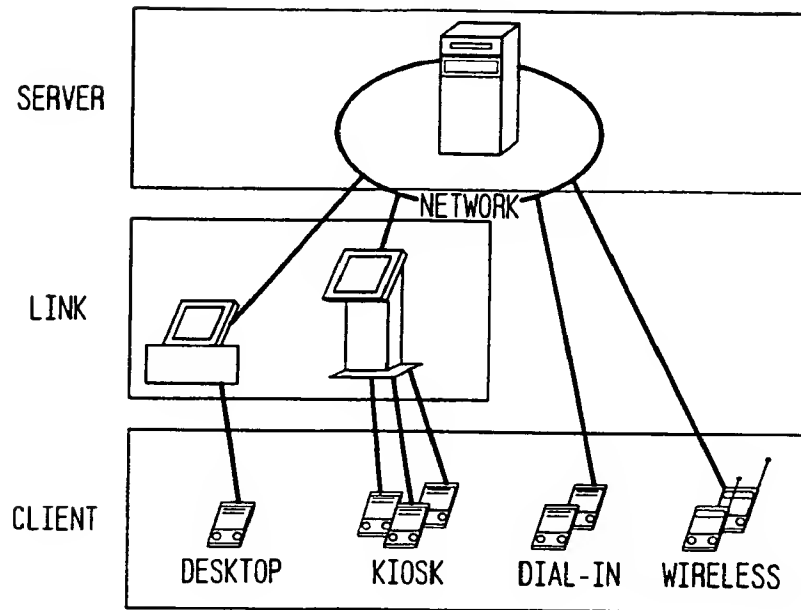 SERVER
NETWORK
LINK
CLIENT
DESKTOP KIOSK DIAL-IN WIRELESS